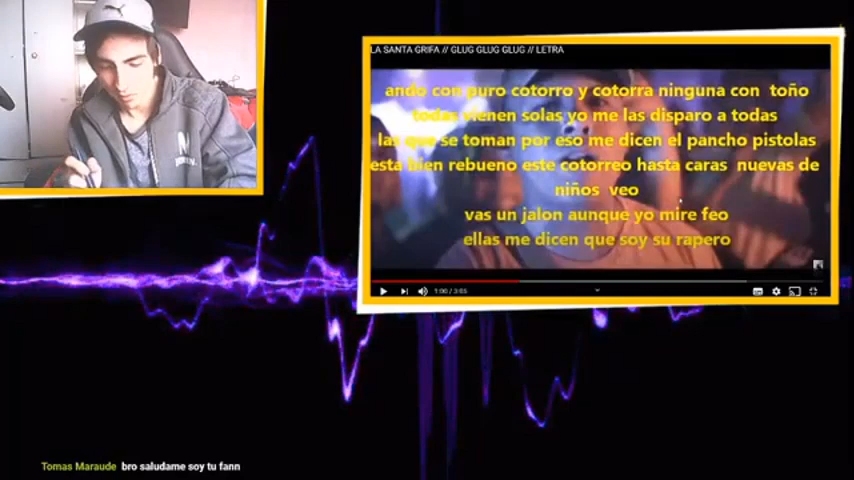 LA SANTA GRIFA // GLUG GLUG GLUG // LETRA
ando con puro cotorro y cotorra ninguna con toño
todas vienen solas yo me las disparo a todas
las que se toman por eso me dicen el pancho pistolas
esta bien rebueno este cotorreo hasta caras nuevas de
niños veo
vas un jalon aunque yo mire feo
ellas me dicen que soy su rapero
1:00 / 3:05
Tomas Maraude bro saludame soy tu fann